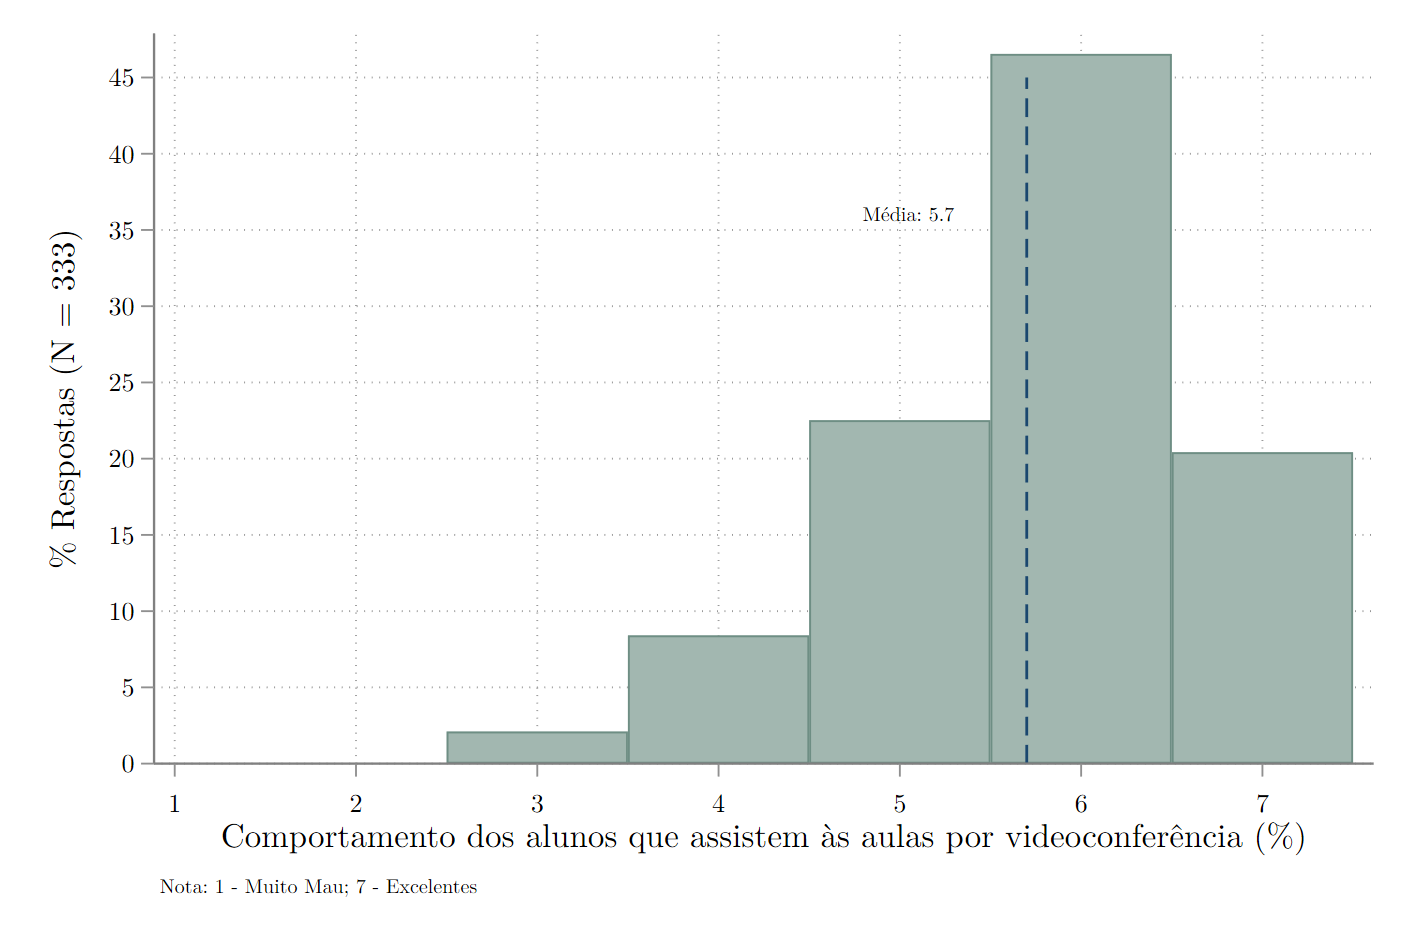 45
40
Média: 5.7
35
30
25
20
15
10
5
0
% Respostas (N = 333)
1 2 3 4 5 6 7
Comportamento dos alunos que assistem às aulas por videoconferência (%)
Nota: 1 - Muito Mau; 7 - Excelentes